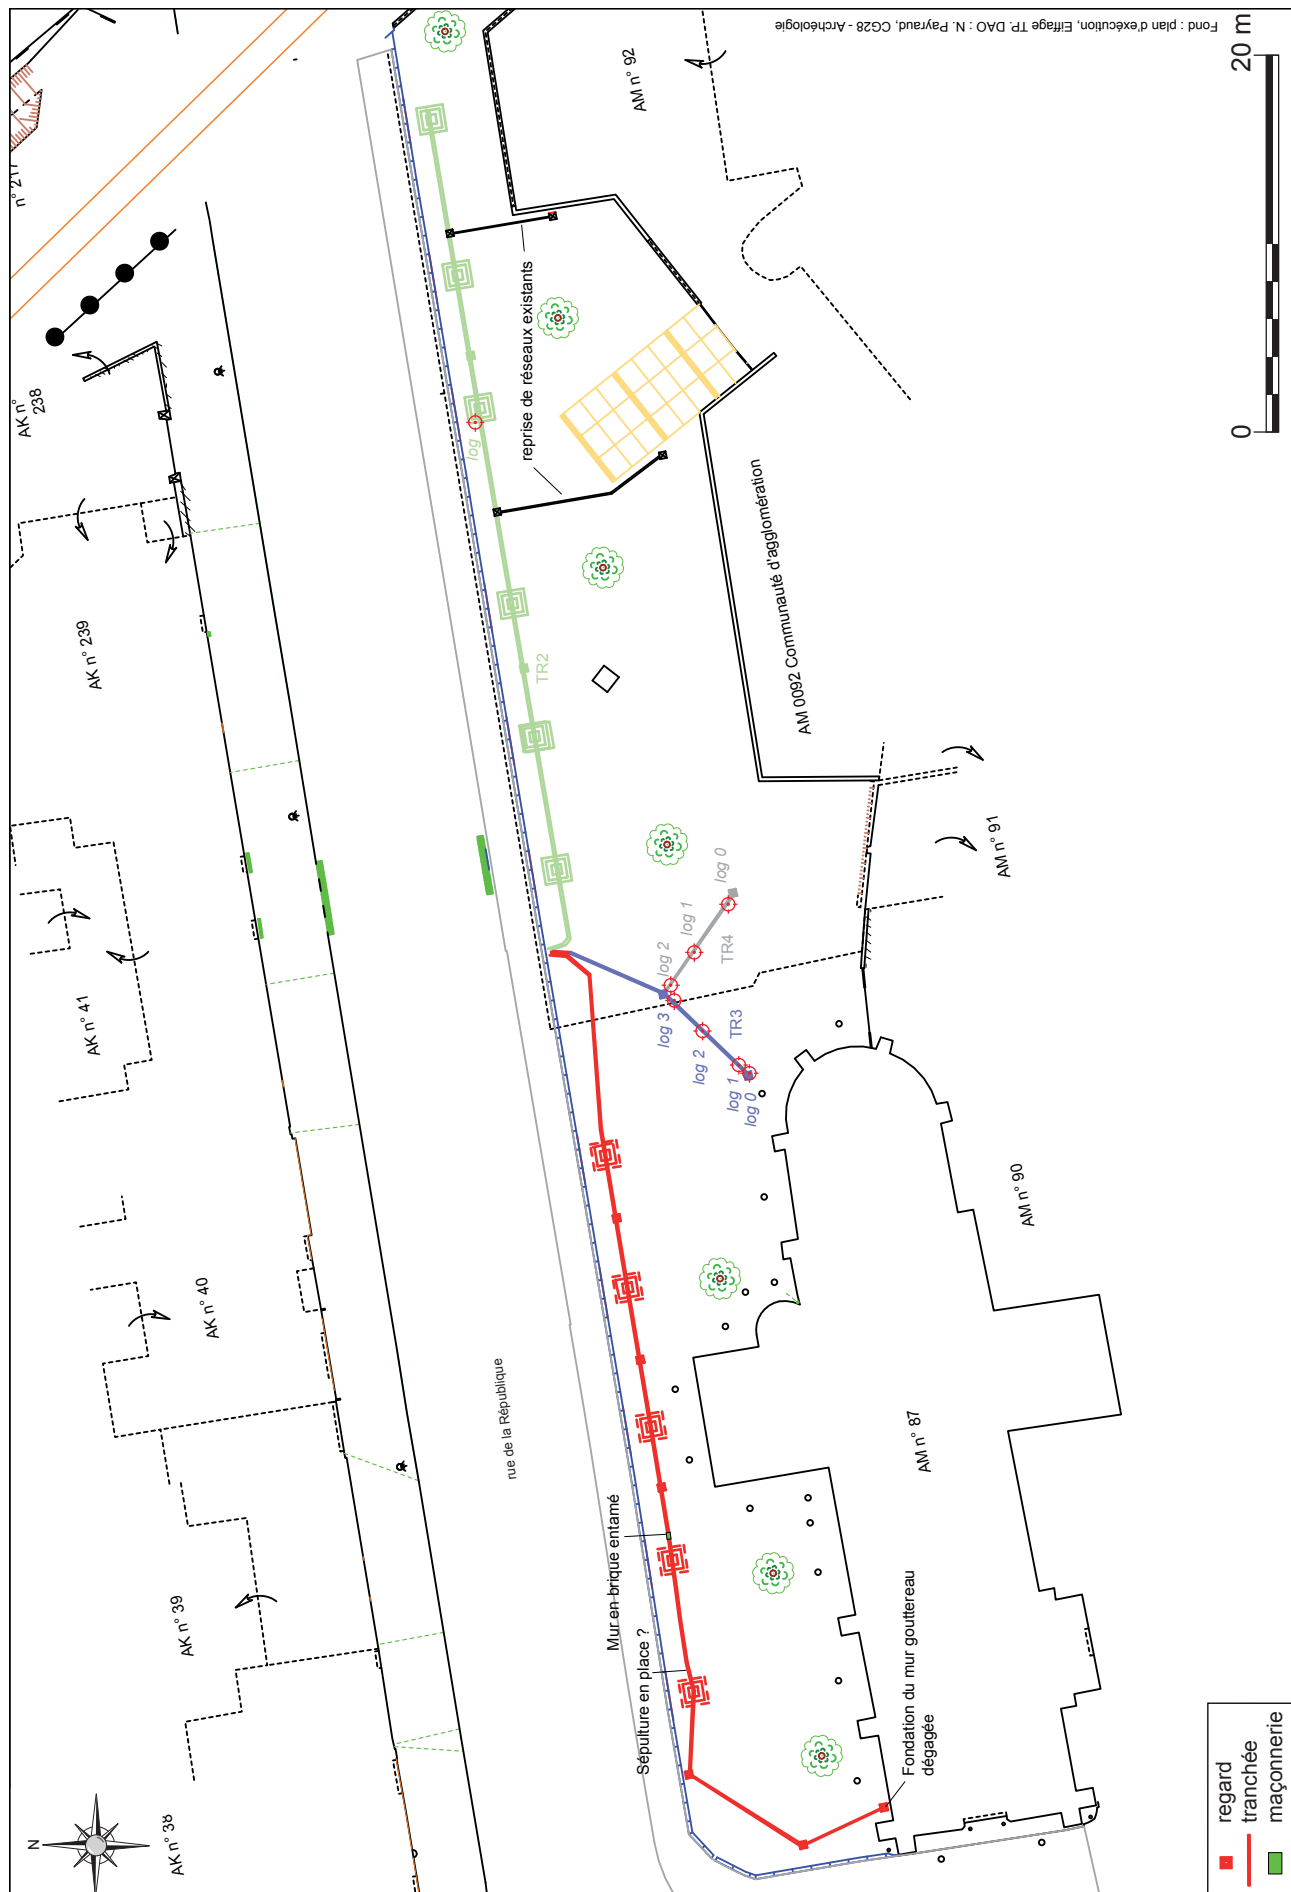 Fond : plan d'exécution, Eiffage TP. DAO : N. Payraud, CG28 - Archéologie
20 m
0
n° 217
AK n°
238
AM n° 92
reprise de réseaux existants
log
AK n° 239
TR2
AM 0092 Communauté d'agglomération
AM n° 91
log 0
log 1
log 2
TR4
log 3
TR3
log 2
log 1
log 0
AK n° 41
AM n° 90
AK n° 40
rue de la République
AM n° 87
Mur en brique entamé
AK n° 39
Sépulture en place ?
Fondation du mur gouttereau
dégagée
N
AK n° 38
regard
tranchée
maçonnerie